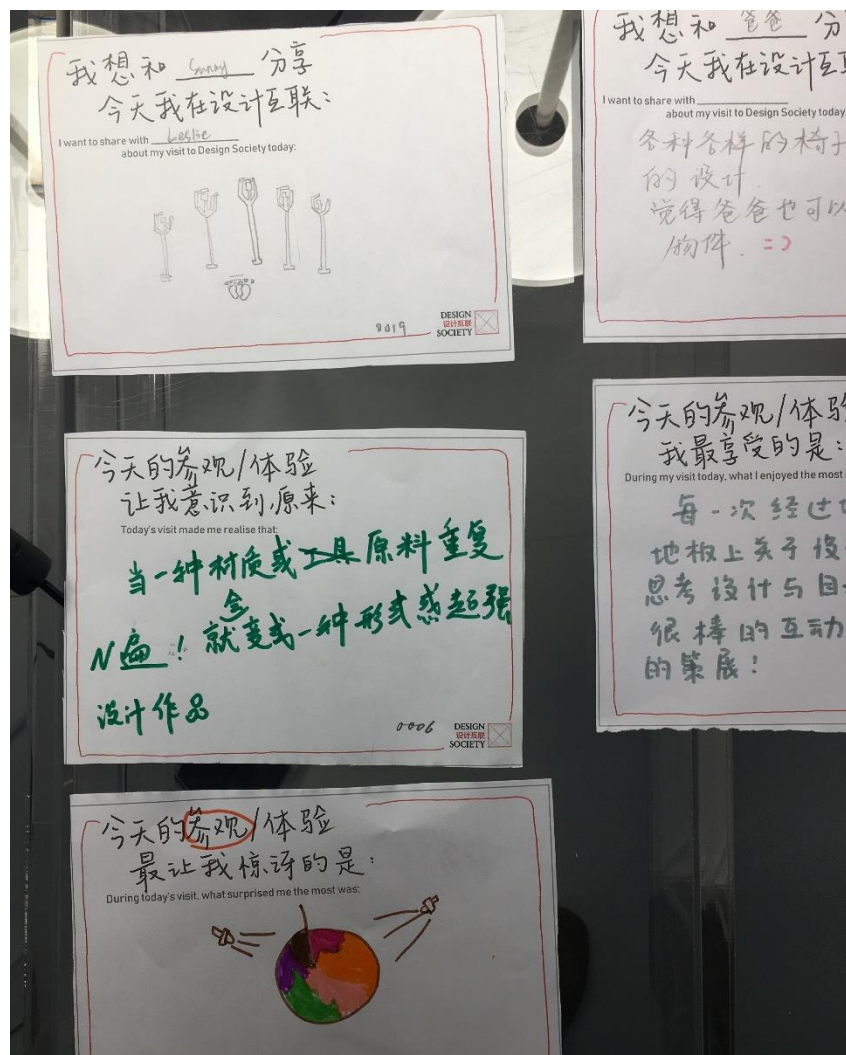 我想和 Sunny 分享
今天我在设计互联：
I want to share with Leslie
about my visit to Design Society today:
8019
DESIGN
设计互联
SOCIETY
我想和 爸爸 分
今天我在设计互
I want to share with
about my visit to Design Society today
各种各样的椅子
的设计.
觉得爸爸也可以
物件. =)
今天的参观/体验
让我意识到,原来：
Today's visit made me realise that:
当一种材质或工具原料重复
N遍！就会变成一种形式感超强
设计作品
0006
DESIGN
设计互联
SOCIETY
今天的参观/体验
我最享受的是：
During my visit today, what I enjoyed the most
每一次经过
地板上关于设
思考设计与自
很棒的互动
的策展！
今天的参观/体验
最让我惊讶的是：
During today's visit, what surprised me the most was: